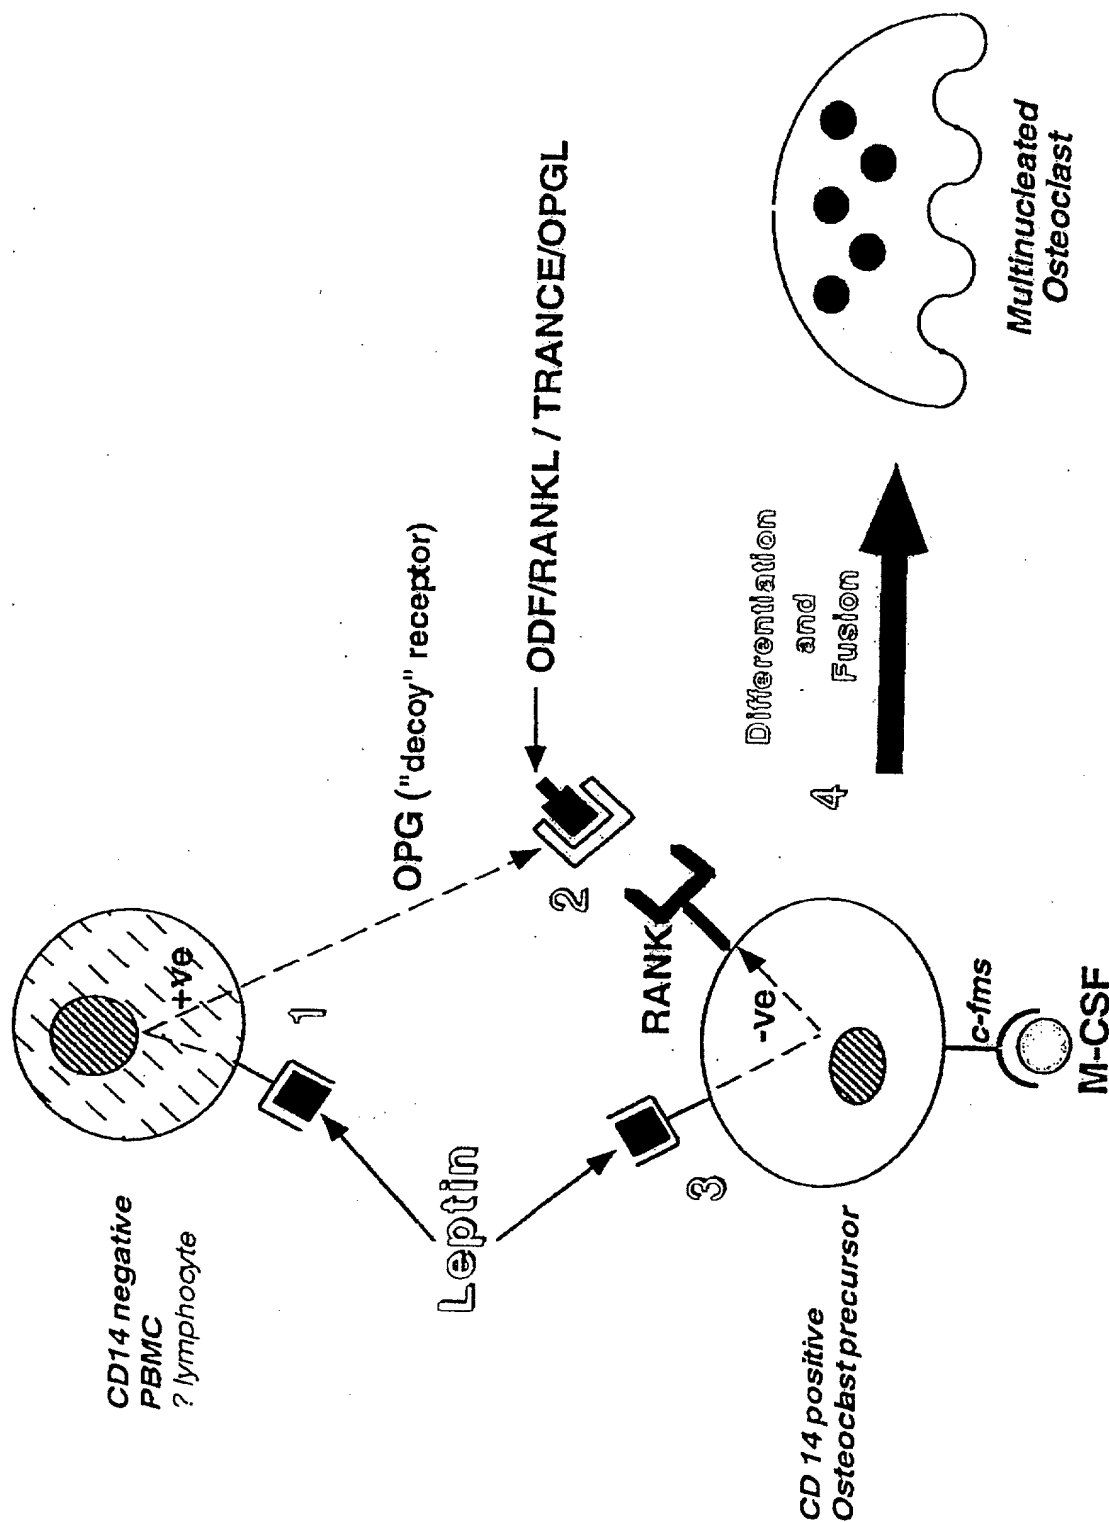 CD14 negative
PBMC
? lymphocyte
+ve
1
OPG ("decoy" receptor)
Leptin
2
ODF/RANKL / TRANCE/OPGL
3
RANK
-ve
CD 14 positive
Osteoclast precursor
c-fms
M-CSF
4
Differentiation
and
Fusion
Multinucleated
Osteoclast